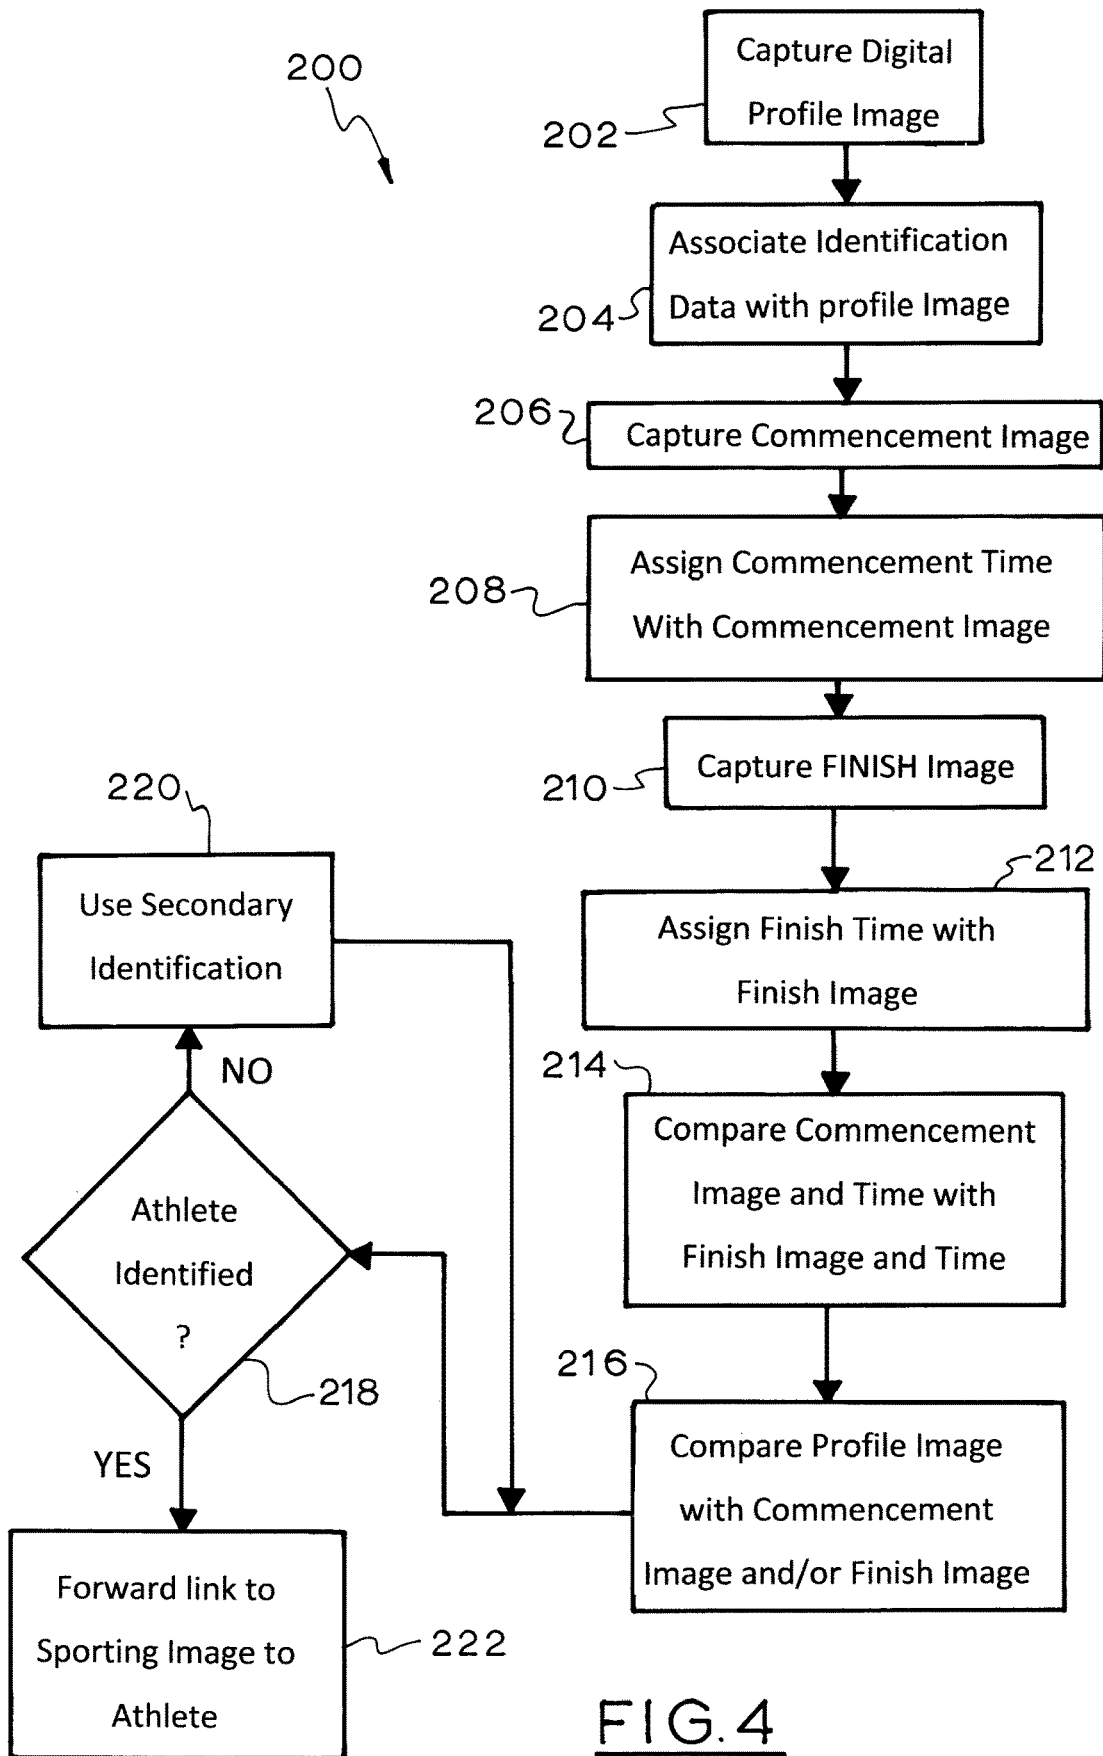 200
Capture Digital
Profile Image
202
Associate Identification
Data with profile Image
204
206
Capture Commencement Image
208
Assign Commencement Time
With Commencement Image
210
Capture FINISH Image
212
Assign Finish Time with
Finish Image
214
Compare Commencement
Image and Time with
Finish Image and Time
216
Compare Profile Image
with Commencement
Image and/or Finish Image
220
Use Secondary
Identification
NO
Athlete
Identified
?
218
YES
Forward link to
Sporting Image to
Athlete
222
FIG.4